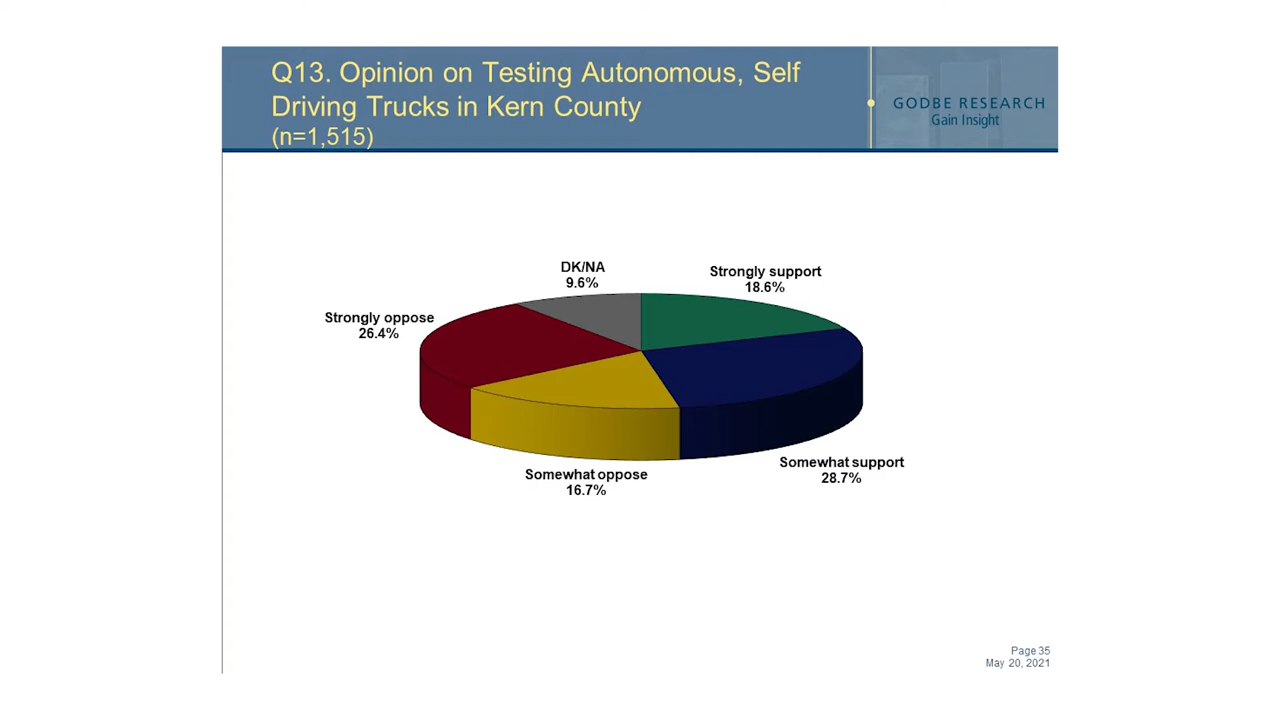 Q13. Opinion on Testing Autonomous, Self
Driving Trucks in Kern County
(n=1,515)
GODBE RESEARCH
Gain Insight
DK/NA
9.6%
Strongly support
18.6%
Strongly oppose
26.4%
Somewhat support
28.7%
Somewhat oppose
16.7%
Page 35
May 20, 2021